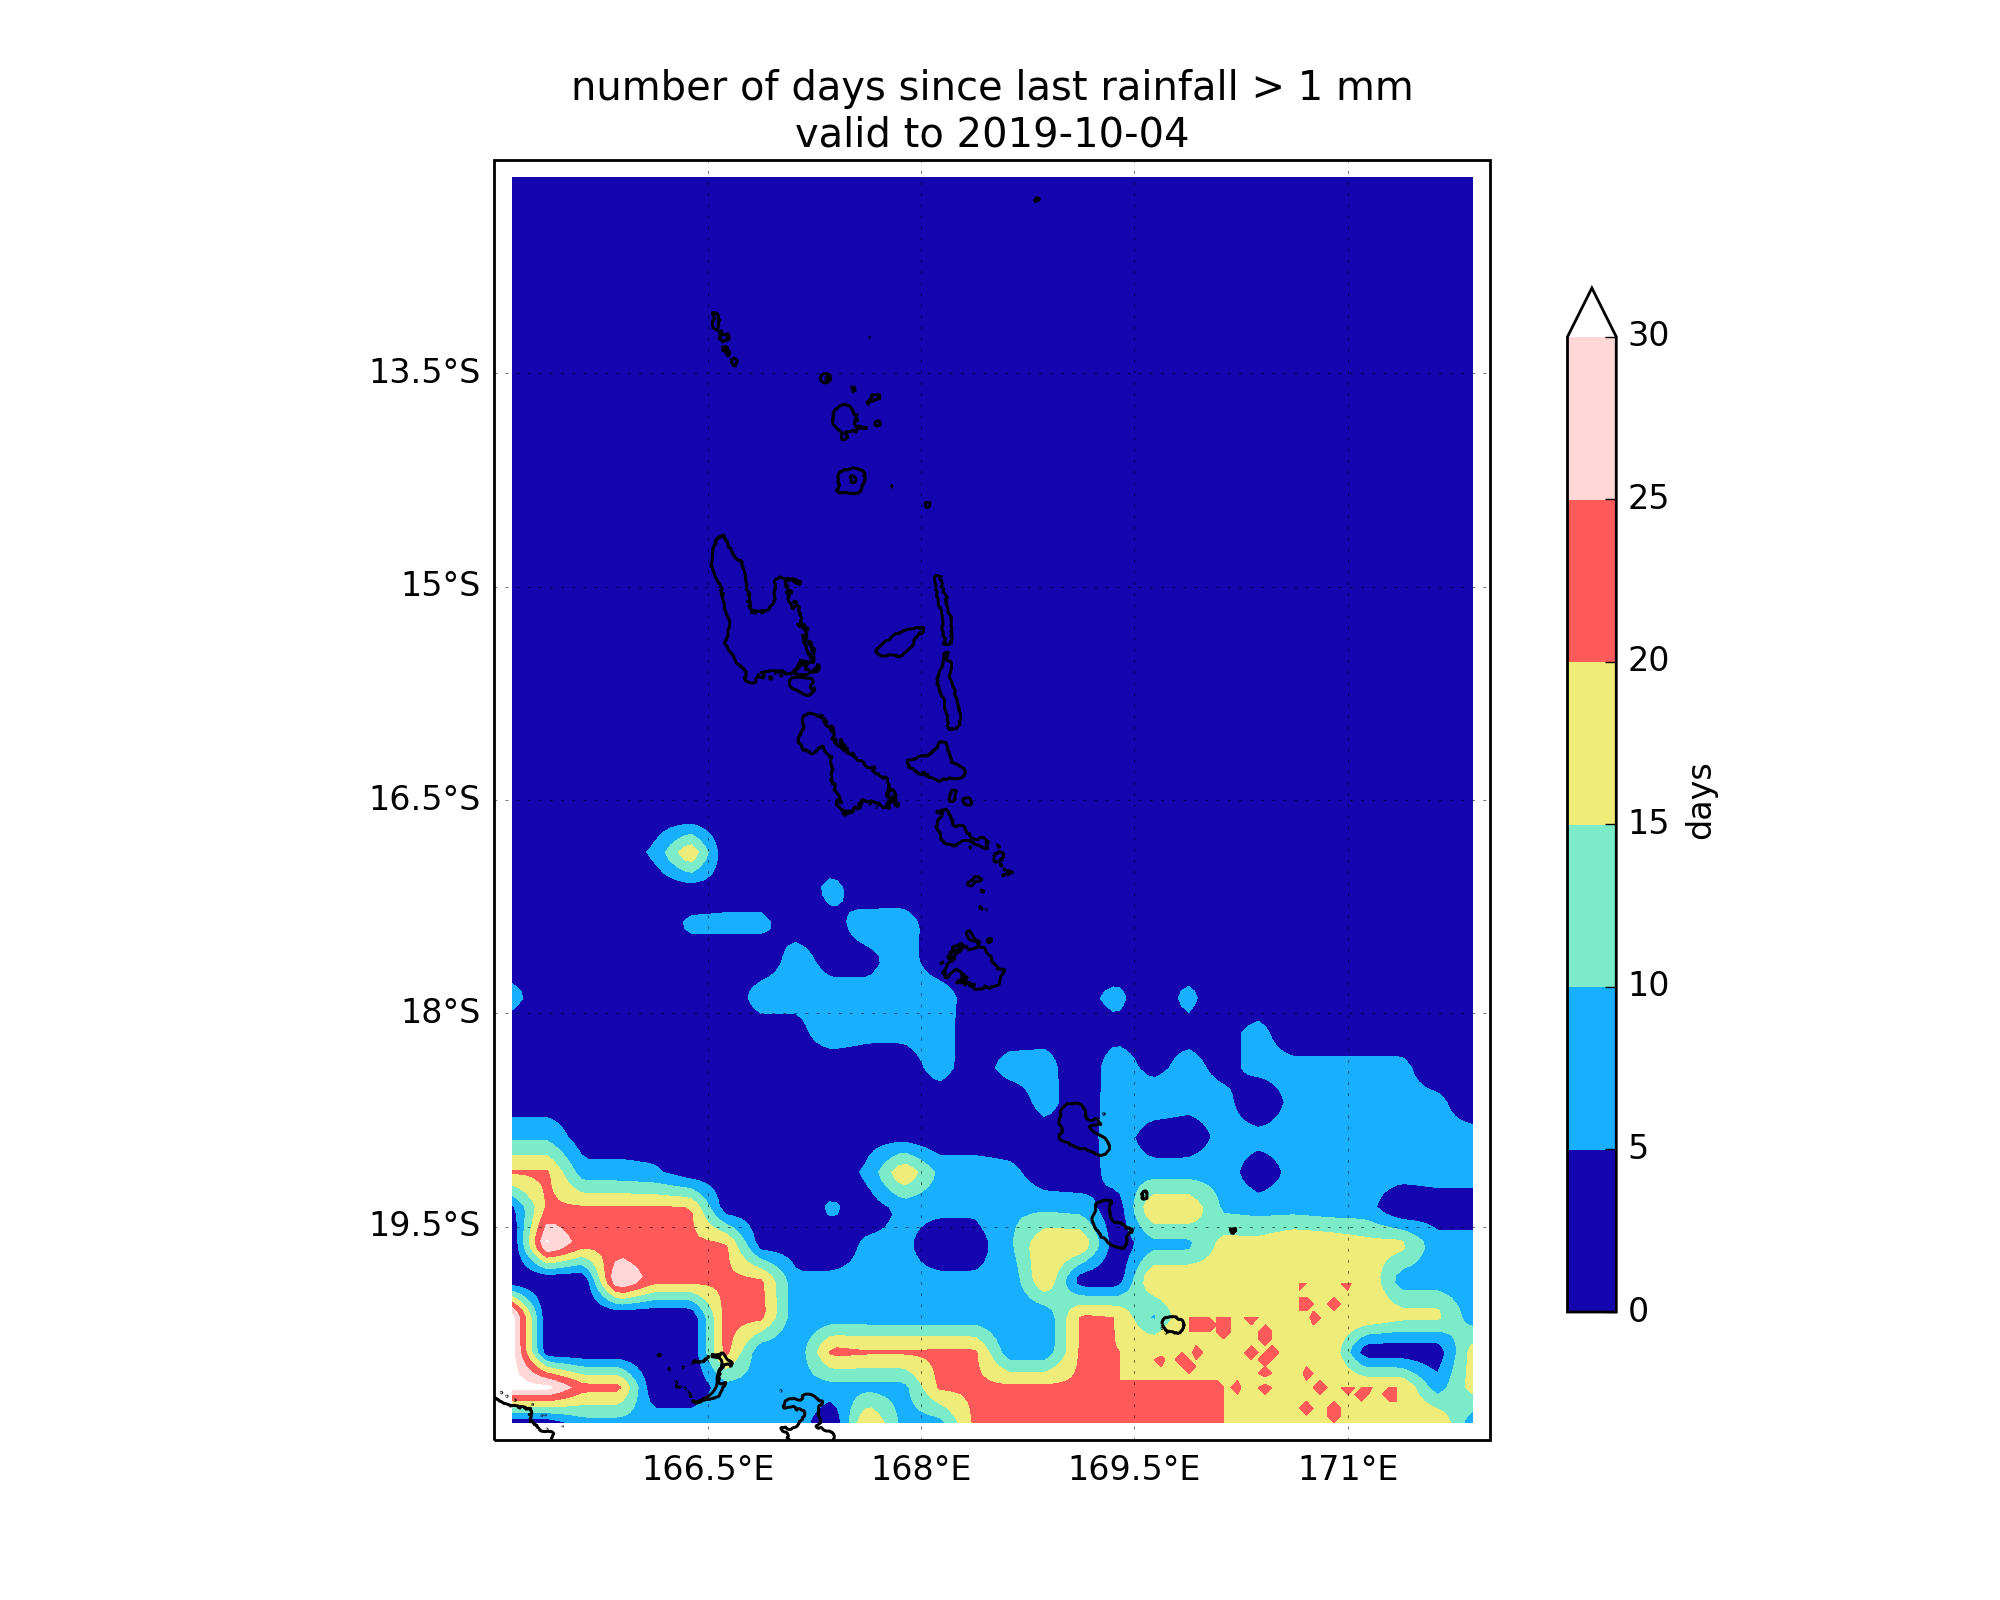 number of days since last rainfall > 1 mm
valid to 2019-10-04
13.5°S
15°S
16.5°S
18°S
19.5°S
166.5°E
168°E
169.5°E
171°E
30
25
20
15
10
5
0
days